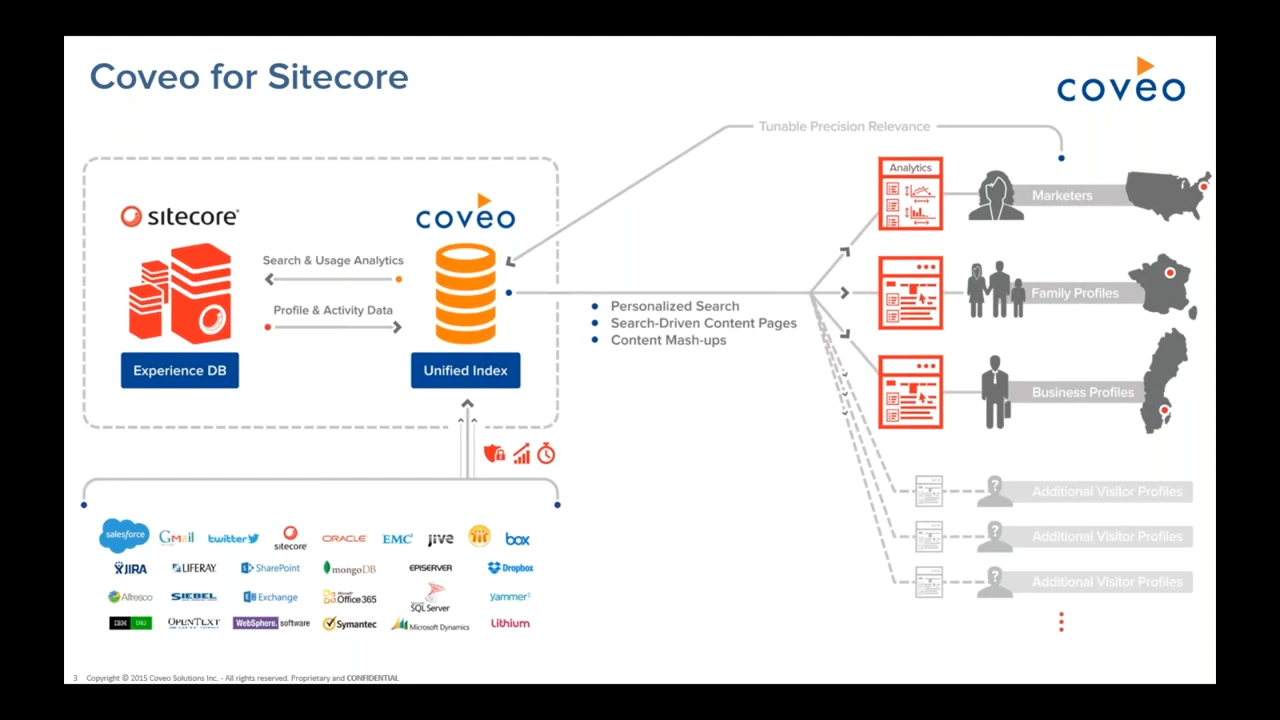 Coveo for Sitecore
coveo
Tunable Precision Relevance
sitecore
coveo
Search & Usage Analytics
Profile & Activity Data
Experience DB
Unified Index
Personalized Search
Search-Driven Content Pages
Content Mash-ups
Analytics
Marketers
Family Profiles
Business Profiles
? Additional Visitor Profiles
? Additional Visitor Profiles
? Additional Visitor Profiles
salesforce Gmail twitter sitecore ORACLE EMC² jive box
JIRA LIFERAY SharePoint mongoDB EPISERVER Dropbox
Alfresco SIEBEL Exchange Microsoft Office 365 Microsoft SQL Server yammer
IBM DB2 OPENTEXT WebSphere. software Symantec Microsoft Dynamics Lithium
3 Copyright © 2015 Coveo Solutions Inc. - All rights reserved. Proprietary and CONFIDENTIAL